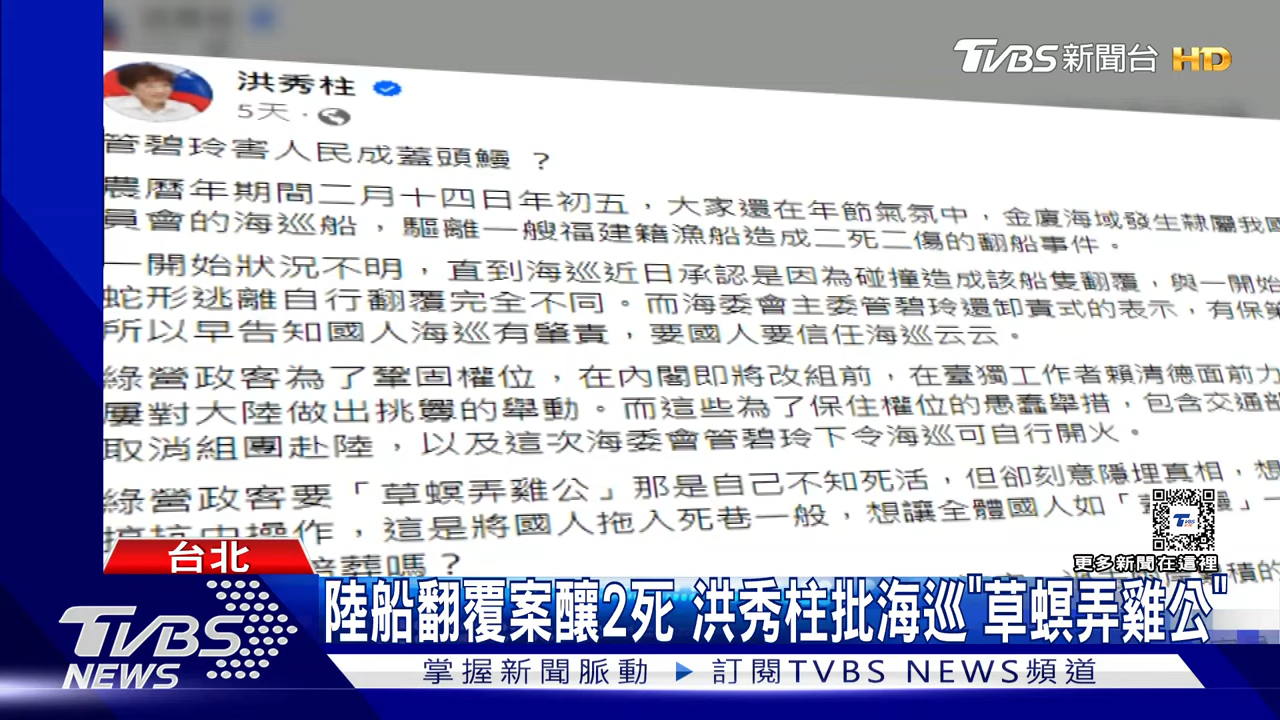 TVBS新聞台 HD
洪秀柱
5天
管碧玲害人民成蓋頭鰻?
農曆年期間二月十四日年初五,大家還在年節氣氛中,金廈海域發生隸屬我國
員會的海巡船,驅離一艘福建籍漁船造成二死二傷的翻船事件。
一開始狀況不明,直到海巡近日承認是因為碰撞造成該船隻翻覆,與一開始
蛇形逃離自行翻覆完全不同。而海委會主委管碧玲還卸責式的表示,有保
所以早告知國人海巡有肇責,要國人要信任海巡云云。
綠營政客為了鞏固權位,在內閣即將改組前,在臺獨工作者賴清德面前力
屢對大陸做出挑釁的舉動。而這些為了保住權位的愚蠢舉措,包含交通部
取消組團赴陸,以及這次海委會管碧玲下令海巡可自行開火。
綠營政客要「草螟弄雞公」那是自己不知死活,但卻刻意隱埋真相,想
操作,這是將國人拖入死巷一般,想讓全體國人如「
陪葬嗎?
積的
更多新聞在這裡
台北
陸船翻覆案釀2死 洪秀柱批海巡"草螟弄雞公"
TVBS NEWS
掌握新聞脈動 ▶ 訂閱TVBS NEWS頻道